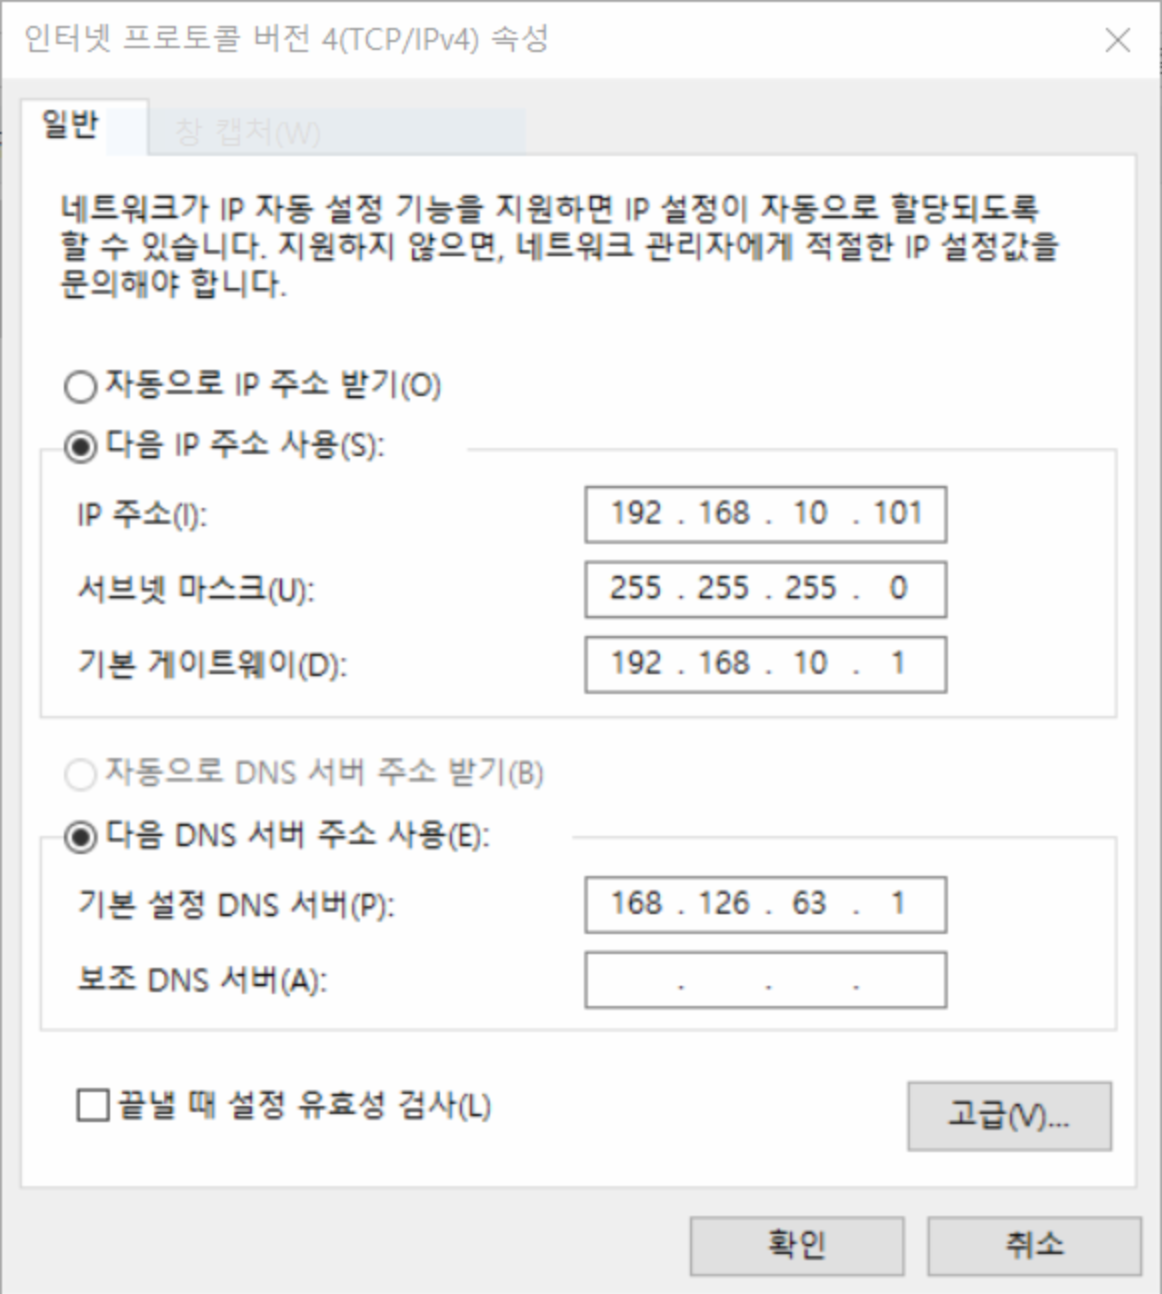 인터넷 프로토콜 버전 4(TCP/IPv4) 속성
일반
창 캡처(W)
네트워크가 IP 자동 설정 기능을 지원하면 IP 설정이 자동으로 할당되도록
할 수 있습니다. 지원하지 않으면, 네트워크 관리자에게 적절한 IP 설정값을
문의해야 합니다.
자동으로 IP 주소 받기(O)
다음 IP 주소 사용(S):
IP 주소(I): 192 . 168 . 10 . 101
서브넷 마스크(U): 255 . 255 . 255 . 0
기본 게이트웨이(D): 192 . 168 . 10 . 1
자동으로 DNS 서버 주소 받기(B)
다음 DNS 서버 주소 사용(E):
기본 설정 DNS 서버(P): 168 . 126 . 63 . 1
보조 DNS 서버(A): . . .
끝낼 때 설정 유효성 검사(L)
고급(V)...
확인 취소